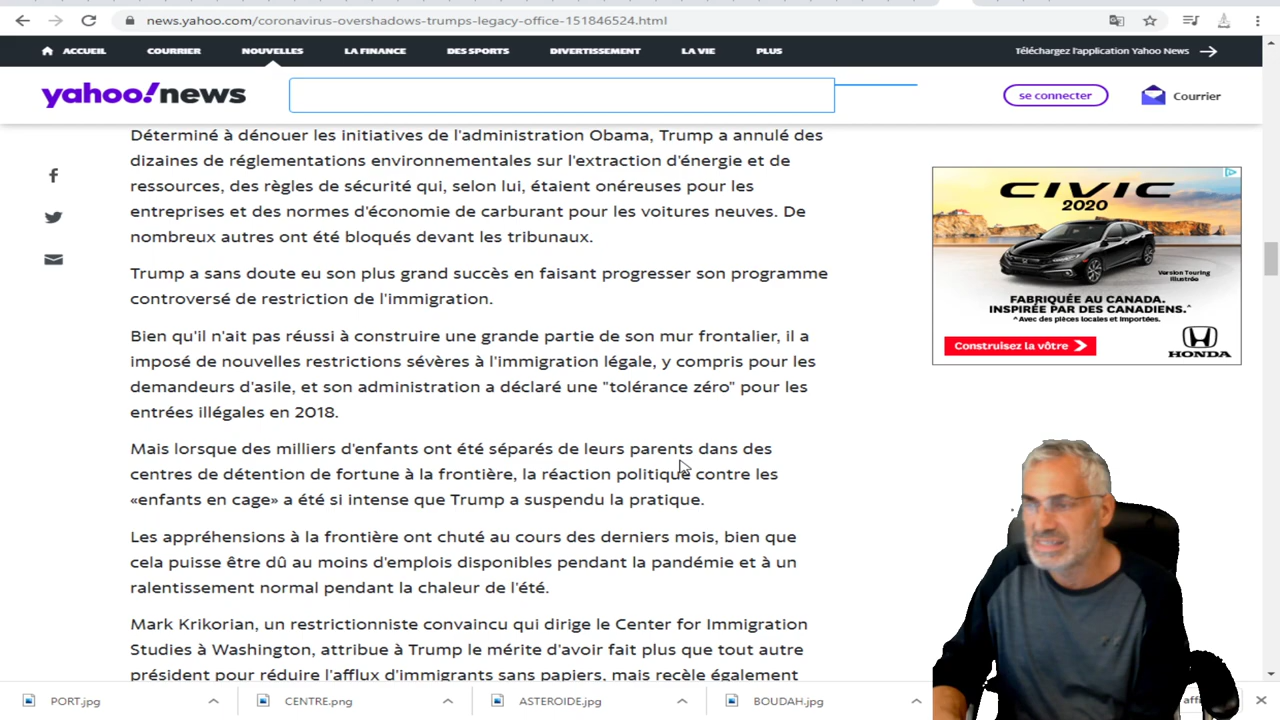 news.yahoo.com/coronavirus-overshadows-trumps-legacy-office-151846524.html
ACCUEIL COURRIER NOUVELLES LA FINANCE DES SPORTS DIVERTISSEMENT LA VIE PLUS Téléchargez l'application Yahoo News
yahoo!news se connecter Courrier
Déterminé à dénouer les initiatives de l'administration Obama, Trump a annulé des
dizaines de réglementations environnementales sur l'extraction d'énergie et de
ressources, des règles de sécurité qui, selon lui, étaient onéreuses pour les
entreprises et des normes d'économie de carburant pour les voitures neuves. De
nombreux autres ont été bloqués devant les tribunaux.
Trump a sans doute eu son plus grand succès en faisant progresser son programme
controversé de restriction de l'immigration.
Bien qu'il n'ait pas réussi à construire une grande partie de son mur frontalier, il a
imposé de nouvelles restrictions sévères à l'immigration légale, y compris pour les
demandeurs d'asile, et son administration a déclaré une "tolérance zéro" pour les
entrées illégales en 2018.
Mais lorsque des milliers d'enfants ont été séparés de leurs parents dans des
centres de détention de fortune à la frontière, la réaction politique contre les
«enfants en cage» a été si intense que Trump a suspendu la pratique.
Les appréhensions à la frontière ont chuté au cours des derniers mois, bien que
cela puisse être dû au moins d'emplois disponibles pendant la pandémie et à un
ralentissement normal pendant la chaleur de l'été.
Mark Krikorian, un restrictionniste convaincu qui dirige le Center for Immigration
Studies à Washington, attribue à Trump le mérite d'avoir fait plus que tout autre
président pour réduire l'afflux d'immigrants sans papiers, mais recèle également
CIVIC
2020
Version Touring
illustrée
FABRIQUÉE AU CANADA.
INSPIRÉE PAR DES CANADIENS.^
^Avec des pièces locales et importées.
Construisez la vôtre
HONDA
PORT.jpg CENTRE.png ASTEROIDE.jpg BOUDAH.jpg